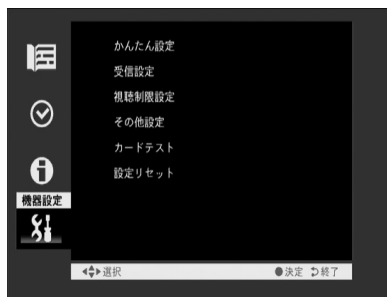 かんたん設定
受信設定
視聴制限設定
その他設定
カードテスト
設定リセット
機器設定
選択 ●決定 終了